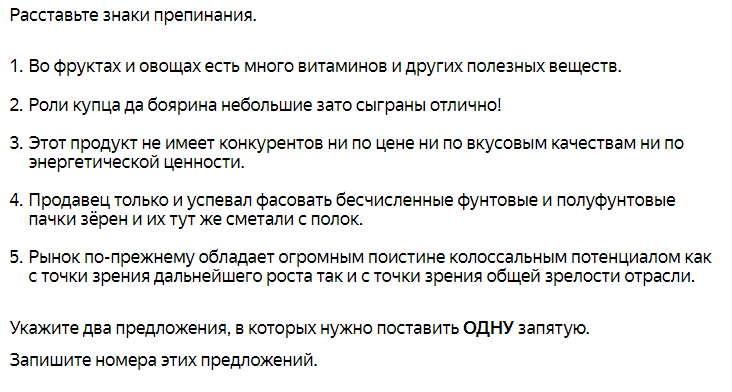 Расставьте знаки препинания.
1. Во фруктах и овощах есть много витаминов и других полезных веществ.
2. Роли купца да боярина небольшие зато сыграны отлично!
3. Этот продукт не имеет конкурентов ни по цене ни по вкусовым качествам ни по
энергетической ценности.
4. Продавец только и успевал фасовать бесчисленные фунтовые и полуфунтовые
пачки зёрен и их тут же сметали с полок.
5. Рынок по-прежнему обладает огромным поистине колоссальным потенциалом как
с точки зрения дальнейшего роста так и с точки зрения общей зрелости отрасли.
Укажите два предложения, в которых нужно поставить ОДНУ запятую.
Запишите номера этих предложений.